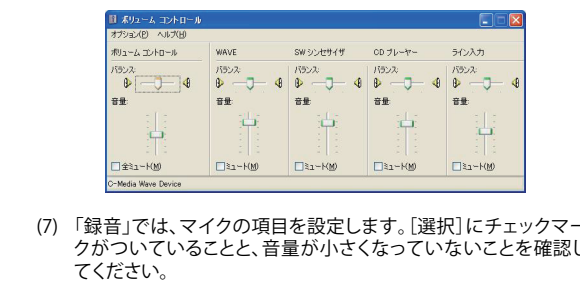 ボリューム コントロール
オプション(P) ヘルプ(H)
ボリューム コントロール WAVE SW シンセサイザ CD プレーヤー ライン入力
バランス: バランス: バランス: バランス: バランス:
音量: 音量: 音量: 音量: 音量:
全ミュート(M) ミュート(M) ミュート(M) ミュート(M) ミュート(M)
C-Media Wave Device
(7) 「録音」では、マイクの項目を設定します。[選択]にチェックマー
クがついていることと、音量が小さくなっていないことを確認し
てください。